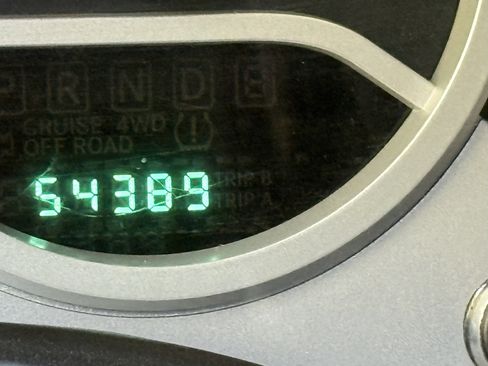 P R N D E
CRUISE 4WD
OFF ROAD
54389
TRIP B
TRIP A